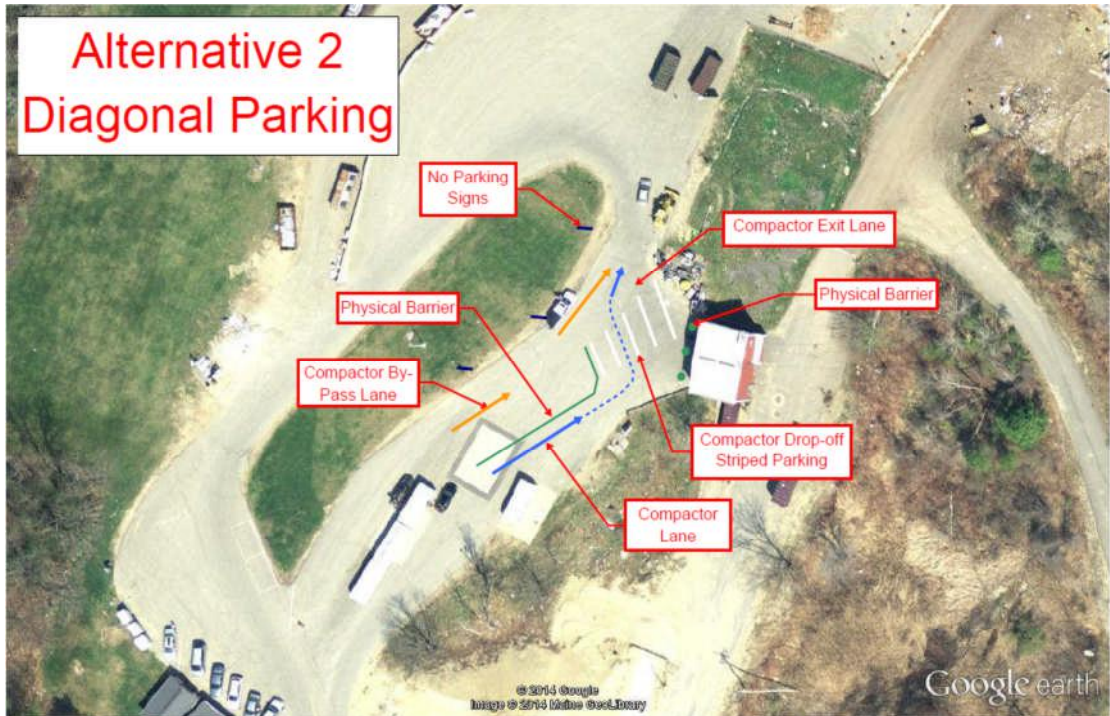 Alternative 2
Diagonal Parking
No Parking
Signs
Compactor Exit Lane
Physical Barrier
Physical Barrier
Compactor By-
Pass Lane
Compactor Drop-off
Striped Parking
Compactor
Lane
© 2014 Google
Image © 2014 Maine GeoLibrary
Google earth